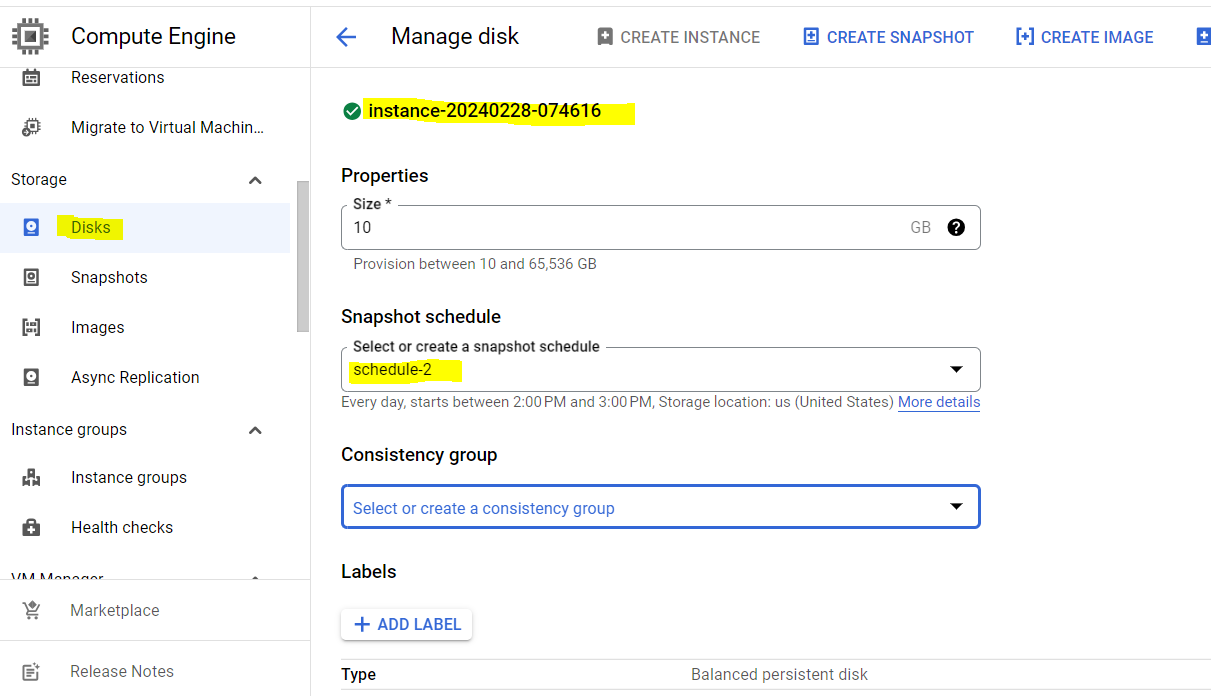 Compute Engine
Reservations
Migrate to Virtual Machin...
Storage
Disks
Snapshots
Images
Async Replication
Instance groups
Instance groups
Health checks
VM Manager
Marketplace
Release Notes
Manage disk
CREATE INSTANCE
CREATE SNAPSHOT
CREATE IMAGE
instance-20240228-074616
Properties
Size *
10 GB
Provision between 10 and 65,536 GB
Snapshot schedule
Select or create a snapshot schedule
schedule-2
Every day, starts between 2:00 PM and 3:00 PM, Storage location: us (United States) More details
Consistency group
Select or create a consistency group
Labels
ADD LABEL
Type Balanced persistent disk